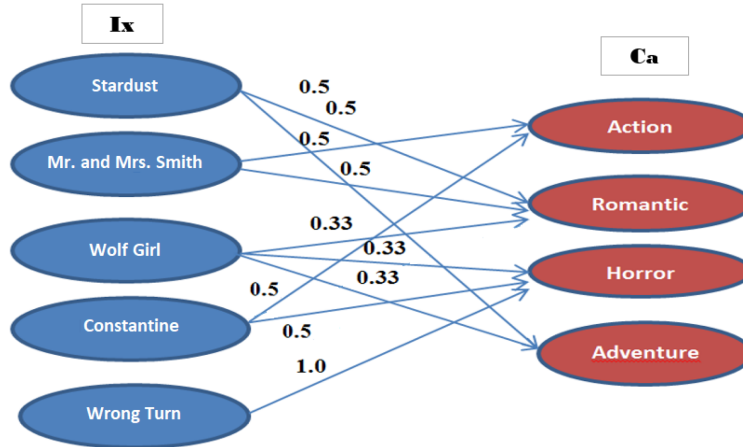 Ix
Ca
Stardust
0.5
0.5
Action
0.5
Mr. and Mrs. Smith
0.5
Romantic
0.33
Wolf Girl
0.33
Horror
0.33
0.5
Constantine
0.5
Adventure
1.0
Wrong Turn